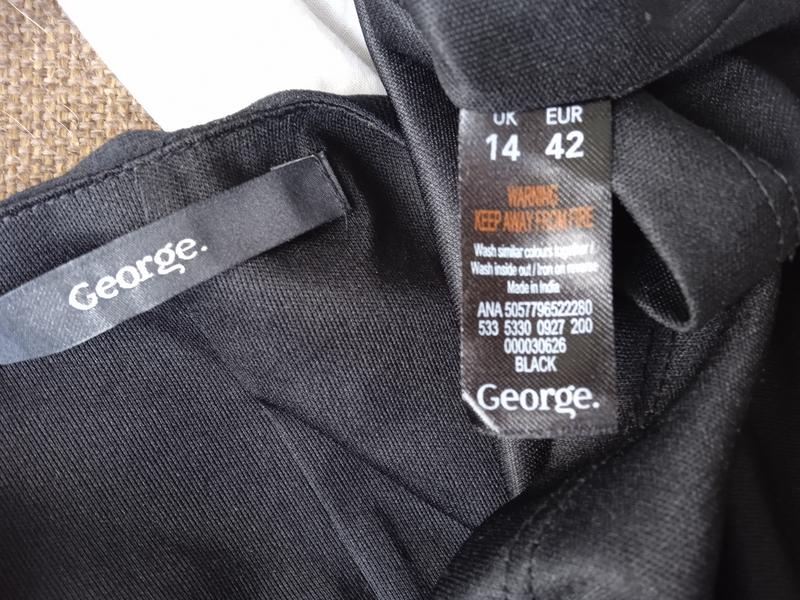 George.
UK EUR
14 42
WARNING
KEEP AWAY FROM FIRE
Wash similar colours together /
Wash inside out / Iron on reverse
Made in India
ANA 5057796522280
533 5330 0927 200
000030626
BLACK
George.